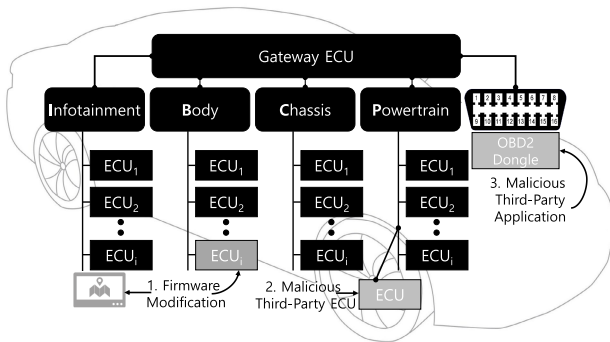 Gateway ECU
Infotainment
Body
Chassis
Powertrain
1 2 3 4 5 6 7 8
9 10 11 12 13 14 15 16
OBD2
Dongle
ECU₁
ECU₁
ECU₁
ECU₁
ECU₂
ECU₂
ECU₂
ECU₂
3. Malicious
Third-Party
Application
ECUᵢ
ECUᵢ
ECUᵢ
ECUᵢ
1. Firmware
Modification
2. Malicious
Third-Party ECU
ECU